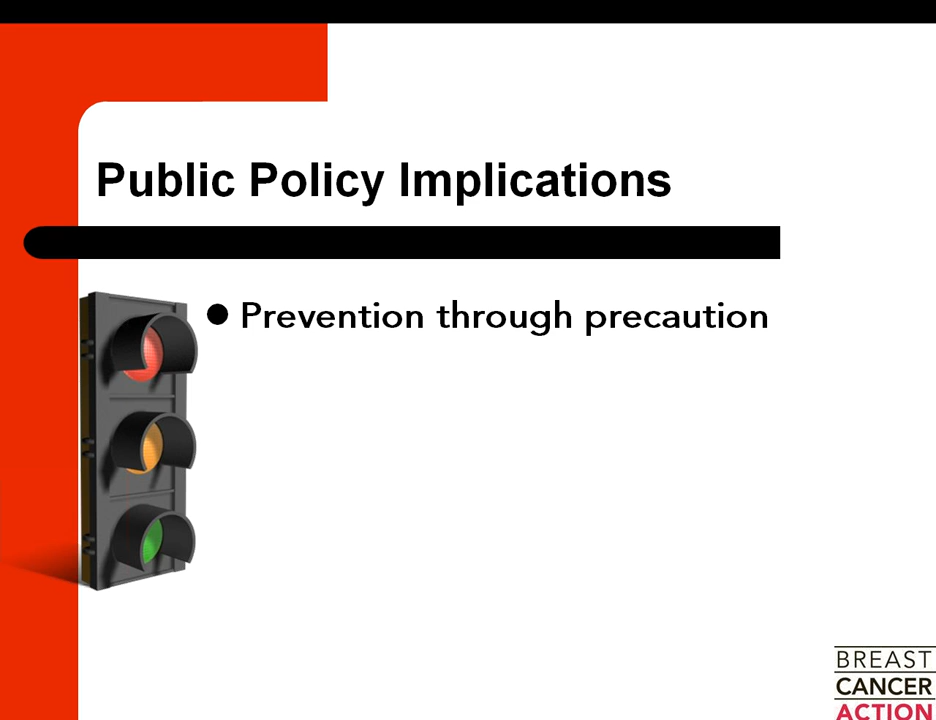 Public Policy Implications
Prevention through precaution
BREAST
CANCER
ACTION